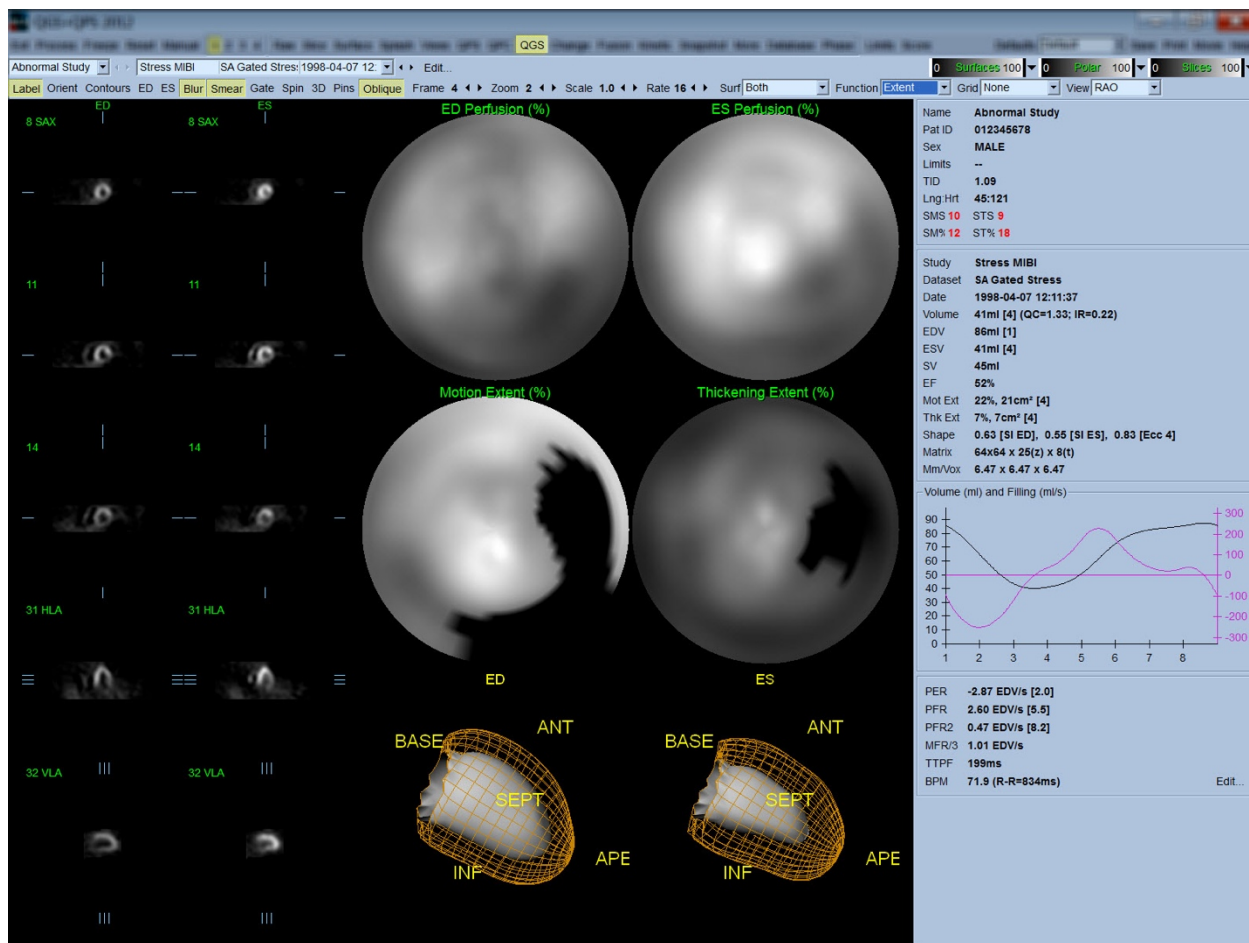 QGS+QPS 2012
QGS
Abnormal Study Stress MIBI SA Gated Stress 1998-04-07 12: Edit... 0 Surfaces 100 0 Polar 100 0 Slices 100
Label Orient Contours ED ES Blur Smear Gate Spin 3D Pins Oblique Frame 4 Zoom 2 Scale 1.0 Rate 16 Surf Both Function Extent Grid None View RAO
ED ES
8 SAX 8 SAX
11 11
14 14
31 HLA 31 HLA
32 VLA 32 VLA
ED Perfusion (%) ES Perfusion (%)
Motion Extent (%) Thickening Extent (%)
ED ES
BASE ANT SEPT INF APE
BASE ANT SEPT INF APE
Name Abnormal Study
Pat ID 012345678
Sex MALE
Limits --
TID 1.09
Lng:Hrt 45:121
SMS 10 STS 9
SM% 12 ST% 18
Study Stress MIBI
Dataset SA Gated Stress
Date 1998-04-07 12:11:37
Volume 41ml [4] (QC=1.33; IR=0.22)
EDV 86ml [1]
ESV 41ml [4]
SV 45ml
EF 52%
Mot Ext 22%, 21cm² [4]
Thk Ext 7%, 7cm² [4]
Shape 0.63 [SI ED], 0.55 [SI ES], 0.83 [Ecc 4]
Matrix 64x64 x 25(z) x 8(t)
Mm/Vox 6.47 x 6.47 x 6.47
Volume (ml) and Filling (ml/s)
90 80 70 60 50 40 30 20 10 0
300 200 100 0 -100 -200 -300
1 2 3 4 5 6 7 8
PER -2.87 EDV/s [2.0]
PFR 2.60 EDV/s [5.5]
PFR2 0.47 EDV/s [8.2]
MFR/3 1.01 EDV/s
TTPF 199ms
BPM 71.9 (R-R=834ms) Edit...